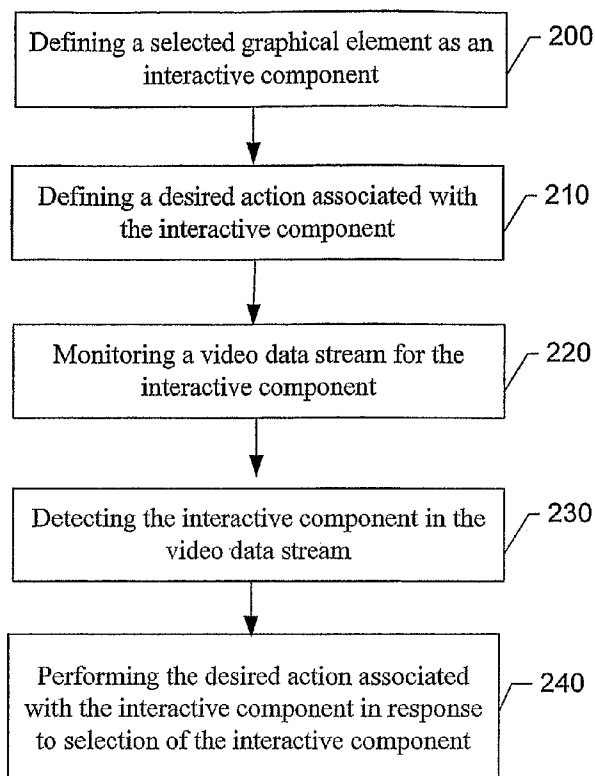 Defining a selected graphical element as an
interactive component
200
Defining a desired action associated with
the interactive component
210
Monitoring a video data stream for the
interactive component
220
Detecting the interactive component in the
video data stream
230
Performing the desired action associated
with the interactive component in response
to selection of the interactive component
240